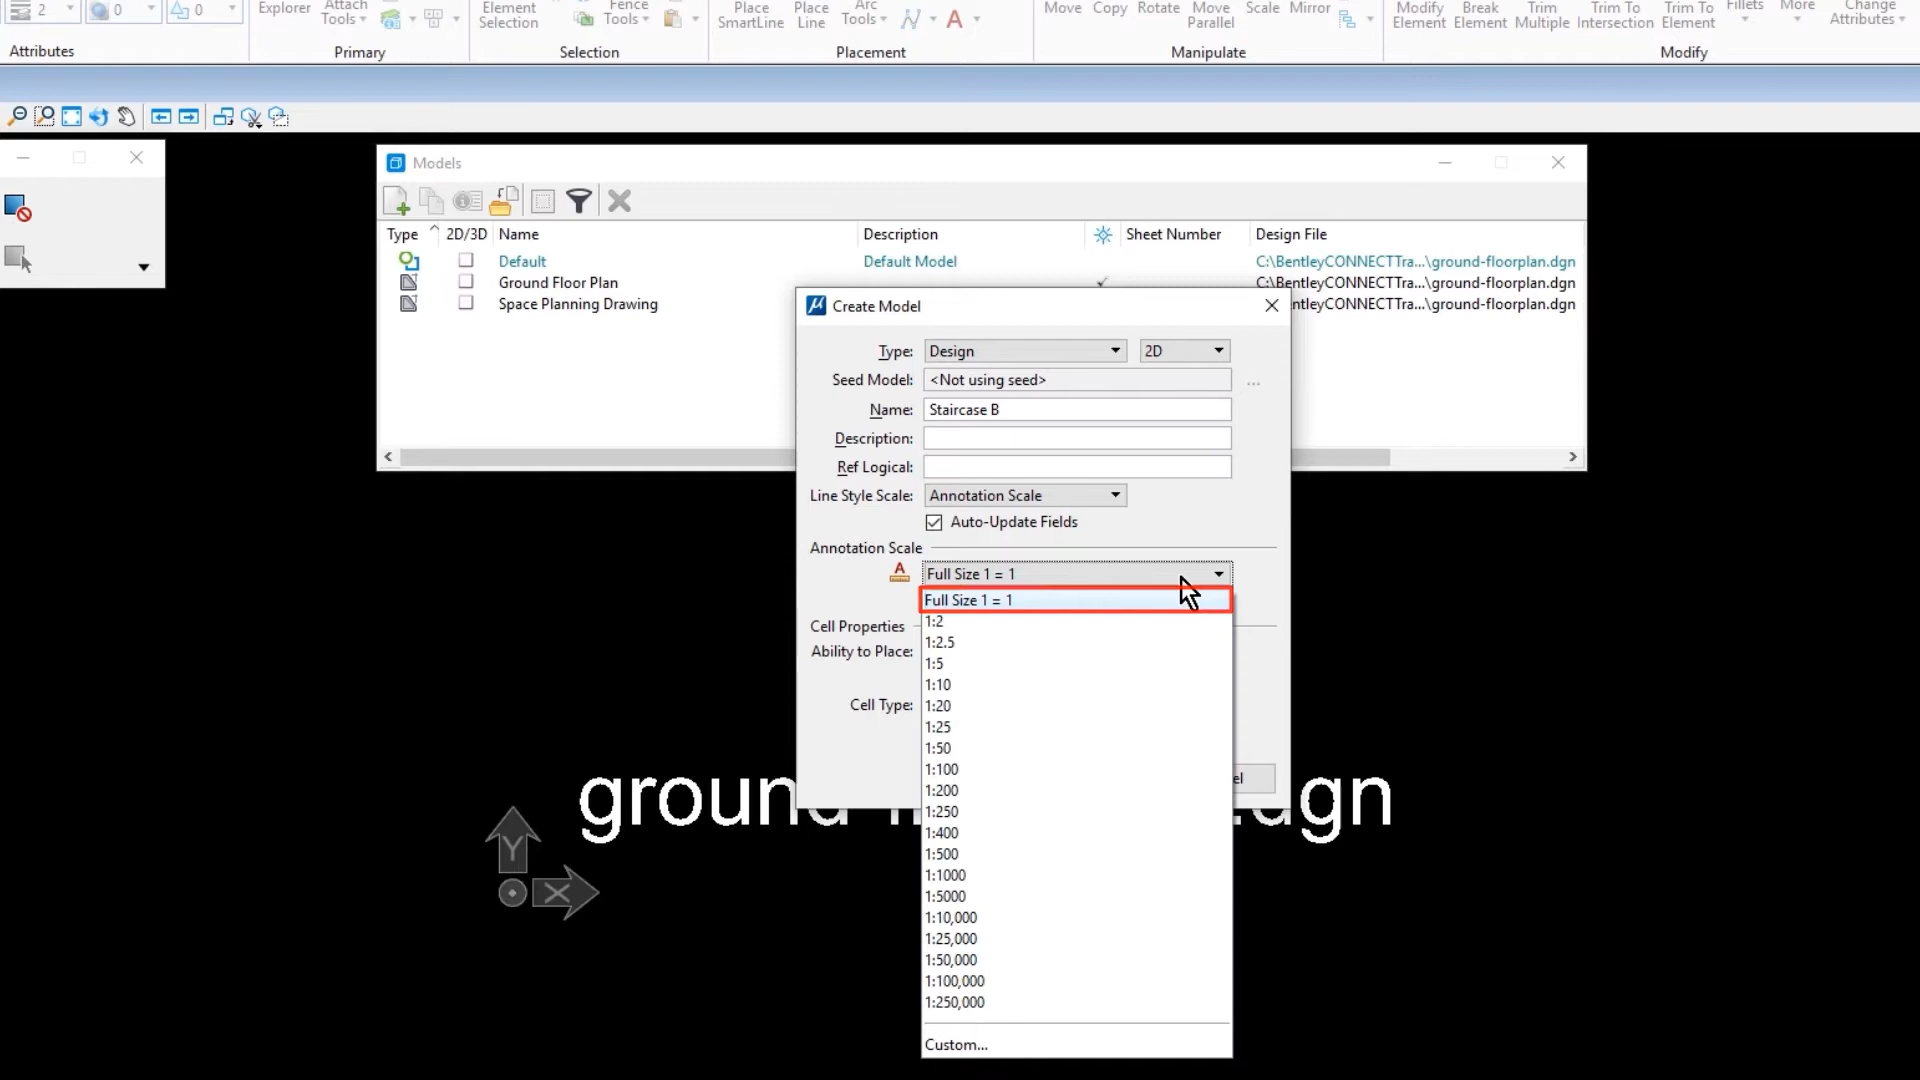 2 0 0
Explorer Attach Tools Element Selection Fence Tools Place SmartLine Place Line Arc Tools A Move Copy Rotate Move Parallel Scale Mirror Modify Element Break Element Trim Multiple Trim To Intersection Trim To Element Fillets More Change Attributes
Attributes Primary Selection Placement Manipulate Modify
Models
Type 2D/3D Name Description Sheet Number Design File
Default Default Model C:\BentleyCONNECTTra...\ground-floorplan.dgn
Ground Floor Plan C:\BentleyCONNECTTra...\ground-floorplan.dgn
Space Planning Drawing entleyCONNECTTra...\ground-floorplan.dgn
Create Model
Type: Design 2D
Seed Model: <Not using seed> ...
Name: Staircase B
Description:
Ref Logical:
Line Style Scale: Annotation Scale
Auto-Update Fields
Annotation Scale
A Full Size 1 = 1
Full Size 1 = 1
1:2
1:2.5
1:5
1:10
1:20
1:25
1:50
1:100
1:200
1:250
1:400
1:500
1:1000
1:5000
1:10,000
1:25,000
1:50,000
1:100,000
1:250,000
Custom...
Cell Properties
Ability to Place:
Cell Type:
el
.dgn
Y
X